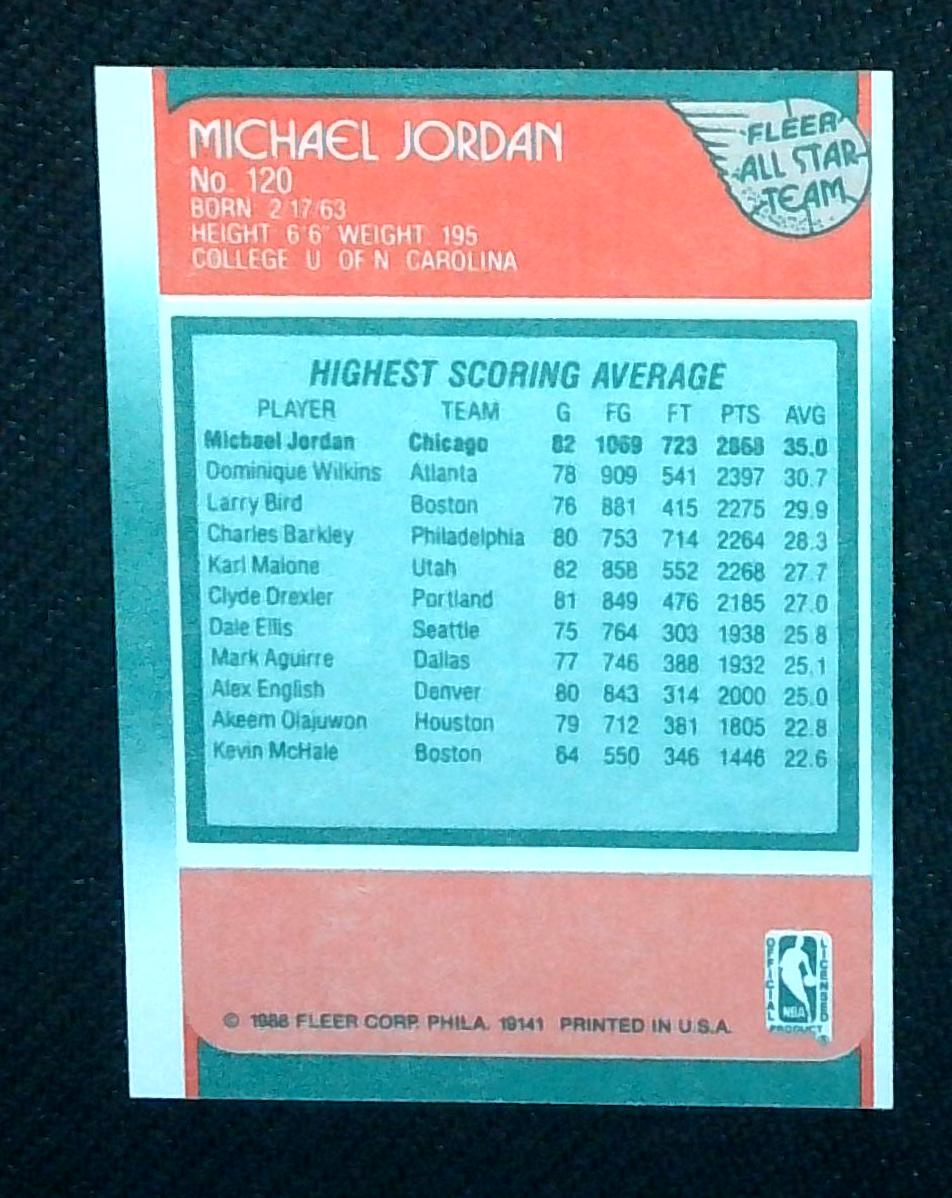 MICHAEL JORDAN
No. 120
BORN 2 17 63
HEIGHT 6'6" WEIGHT 195
COLLEGE U OF N CAROLINA
FLEER
ALL STAR
TEAM
HIGHEST SCORING AVERAGE
PLAYER TEAM G FG FT PTS AVG
Michael Jordan Chicago 82 1069 723 2868 35.0
Dominique Wilkins Atlanta 78 909 541 2397 30.7
Larry Bird Boston 76 881 415 2275 29.9
Charles Barkley Philadelphia 80 753 714 2264 28.3
Karl Malone Utah 82 858 552 2268 27.7
Clyde Drexler Portland 81 849 476 2185 27.0
Dale Ellis Seattle 75 764 303 1938 25.8
Mark Aguirre Dallas 77 746 388 1932 25.1
Alex English Denver 80 843 314 2000 25.0
Akeem Olajuwon Houston 79 712 381 1805 22.8
Kevin McHale Boston 64 550 346 1446 22.6
OFFICIAL
NBA
LICENSED
PRODUCT ®
© 1988 FLEER CORP. PHILA. 19141 PRINTED IN U.S.A.